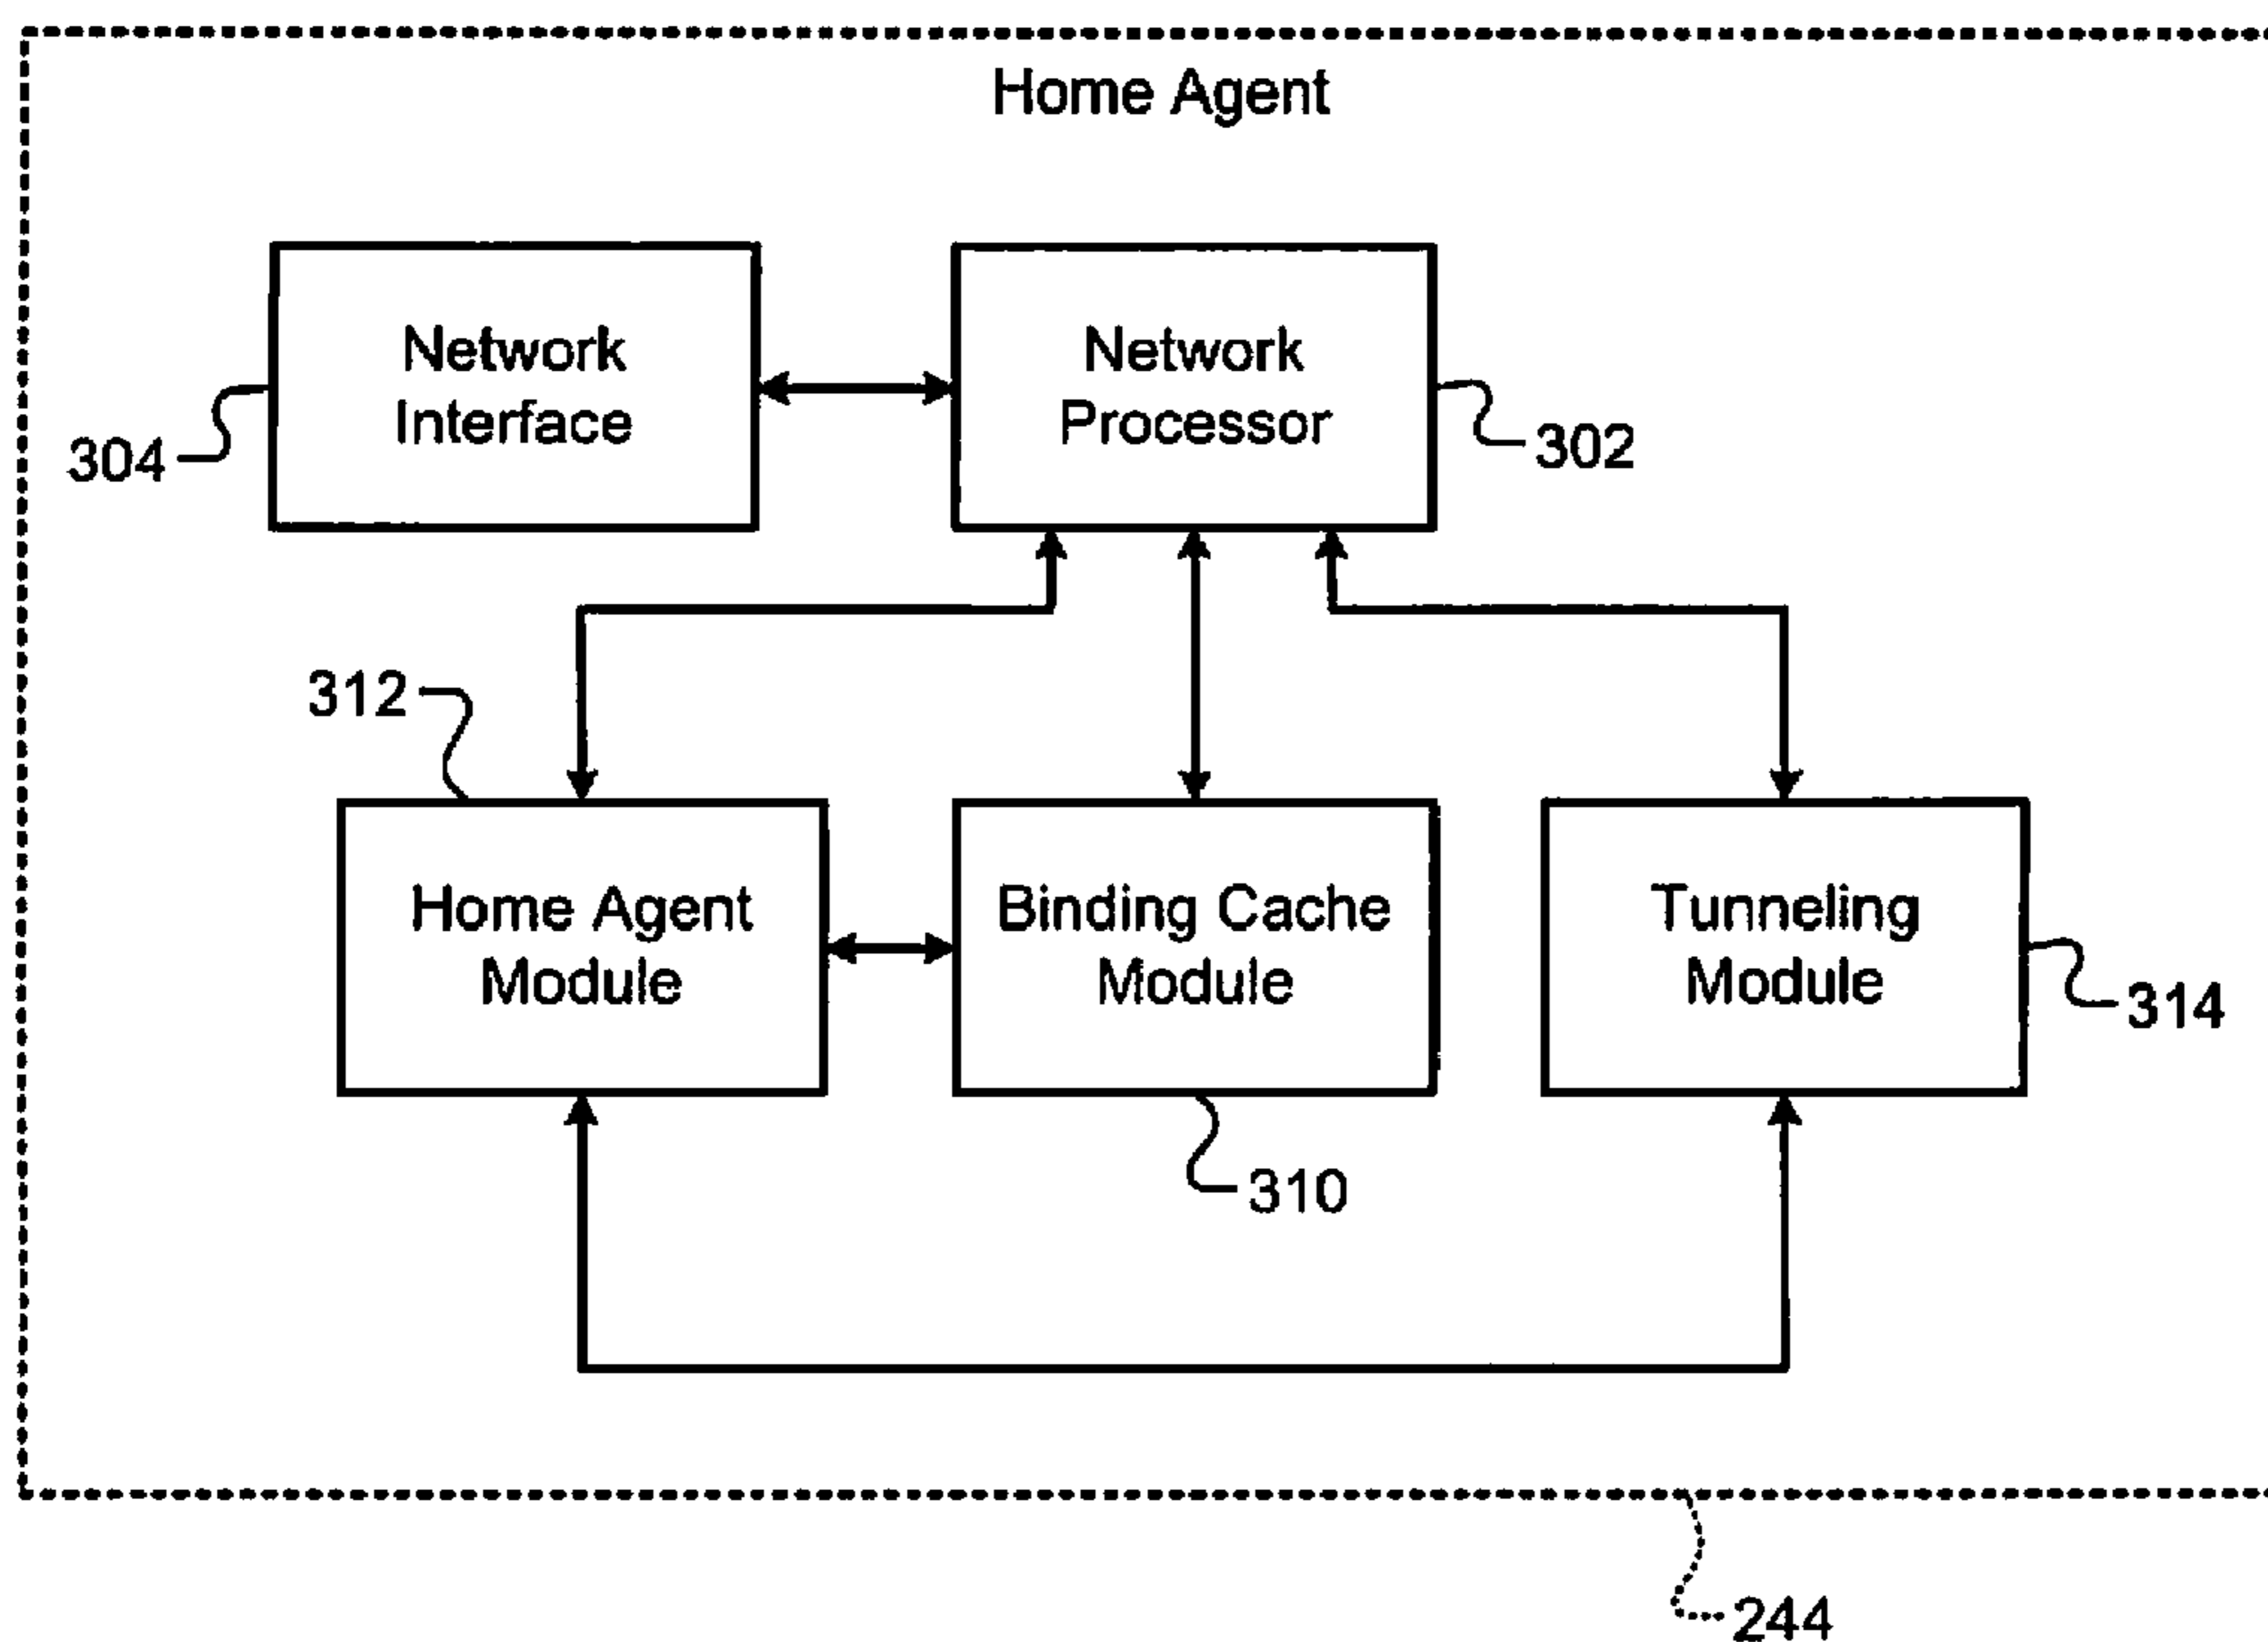 Home Agent
Network
Interface
Network
Processor
304
302
312
Home Agent
Module
Binding Cache
Module
Tunneling
Module
314
310
244